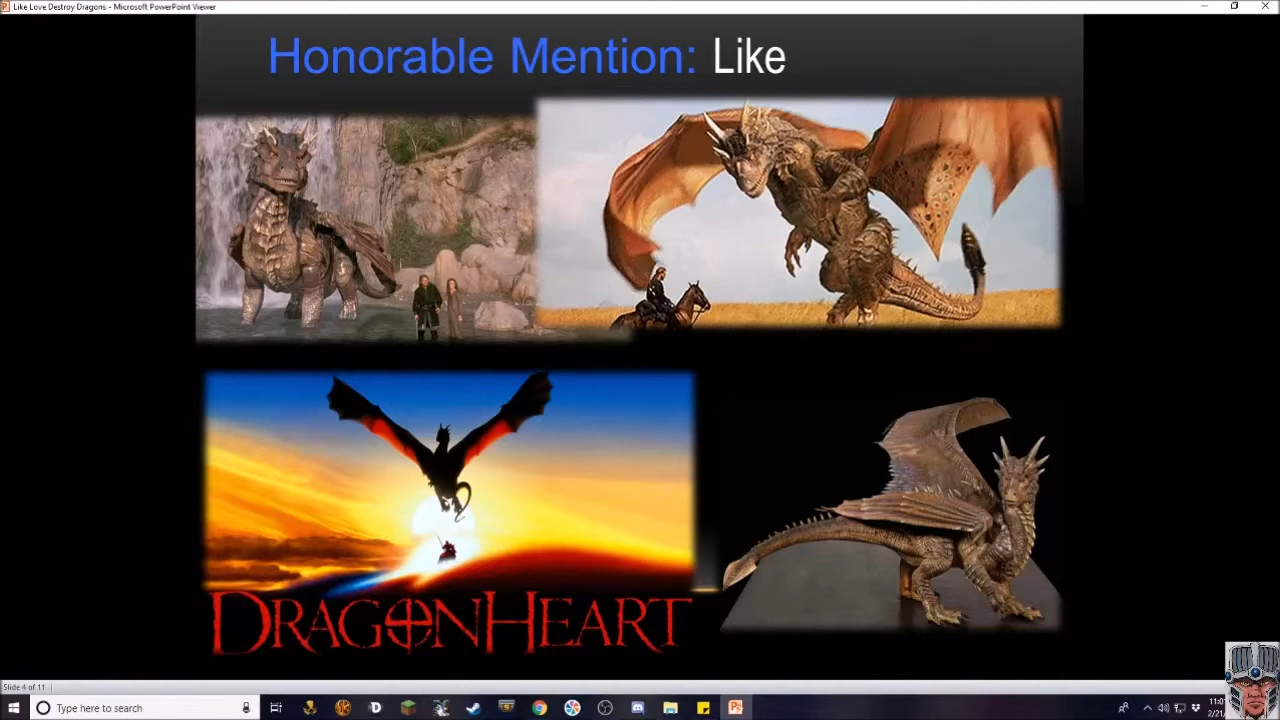 Like Love Destroy Dragons - Microsoft PowerPoint Viewer
Honorable Mention: Like
DRAGONHEART
Slide 4 of 11
Type here to search